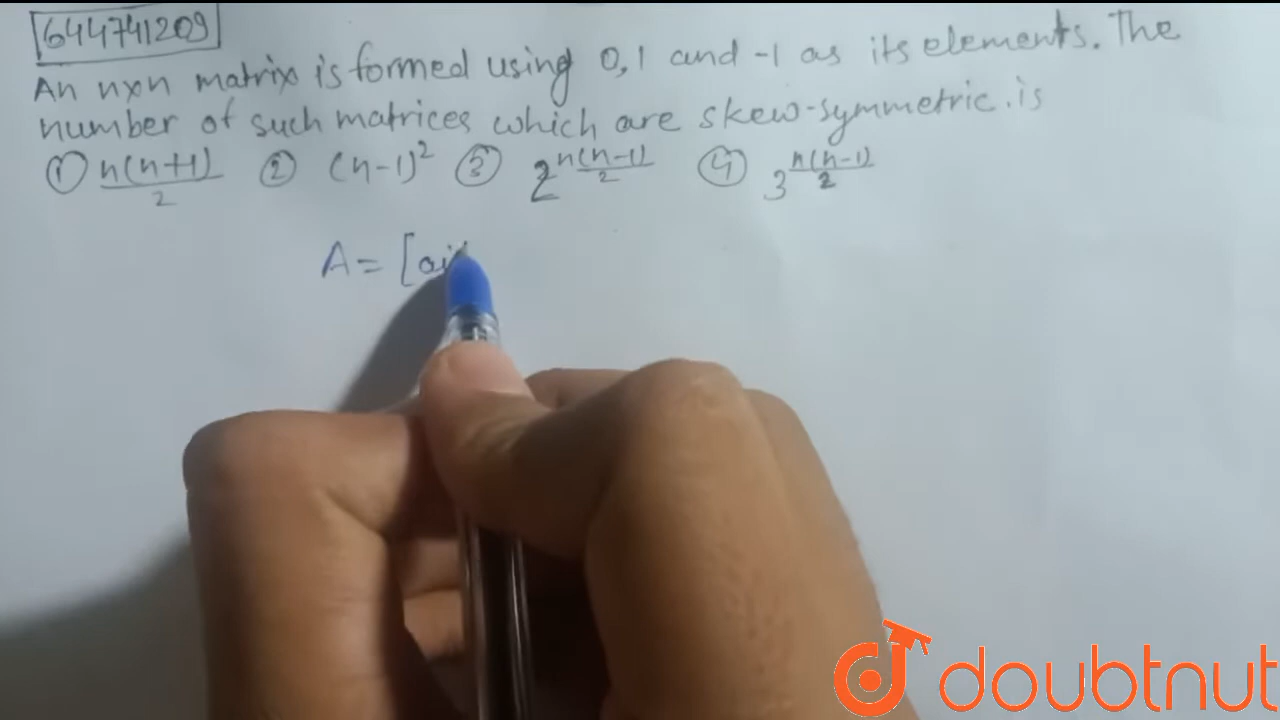 644741209
An nxn matrix is formed using 0,1 and -1 as its elements. The
number of such matrices which are skew-symmetric. is
① n(n+1)/2 ② (n-1)² ③ 2^(n(n-1)/2) ④ 3^(n(n-1)/2)
A = [aij
doubtnut